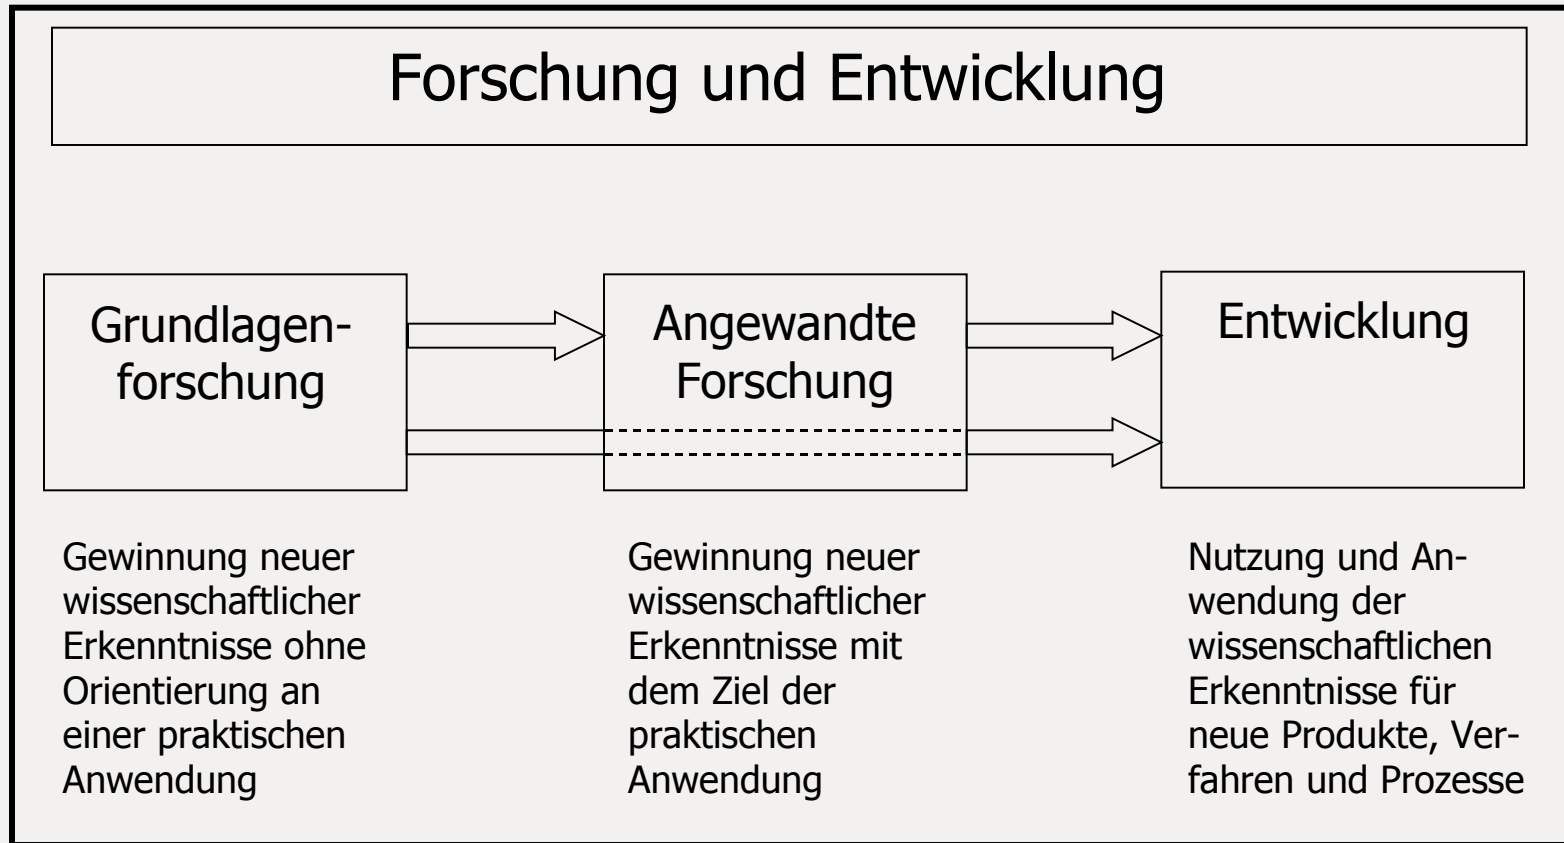 Forschung und Entwicklung
Grundlagen-
forschung
Angewandte
Forschung
Entwicklung
Gewinnung neuer
wissenschaftlicher
Erkenntnisse ohne
Orientierung an
einer praktischen
Anwendung
Gewinnung neuer
wissenschaftlicher
Erkenntnisse mit
dem Ziel der
praktischen
Anwendung
Nutzung und An-
wendung der
wissenschaftlichen
Erkenntnisse für
neue Produkte, Ver-
fahren und Prozesse